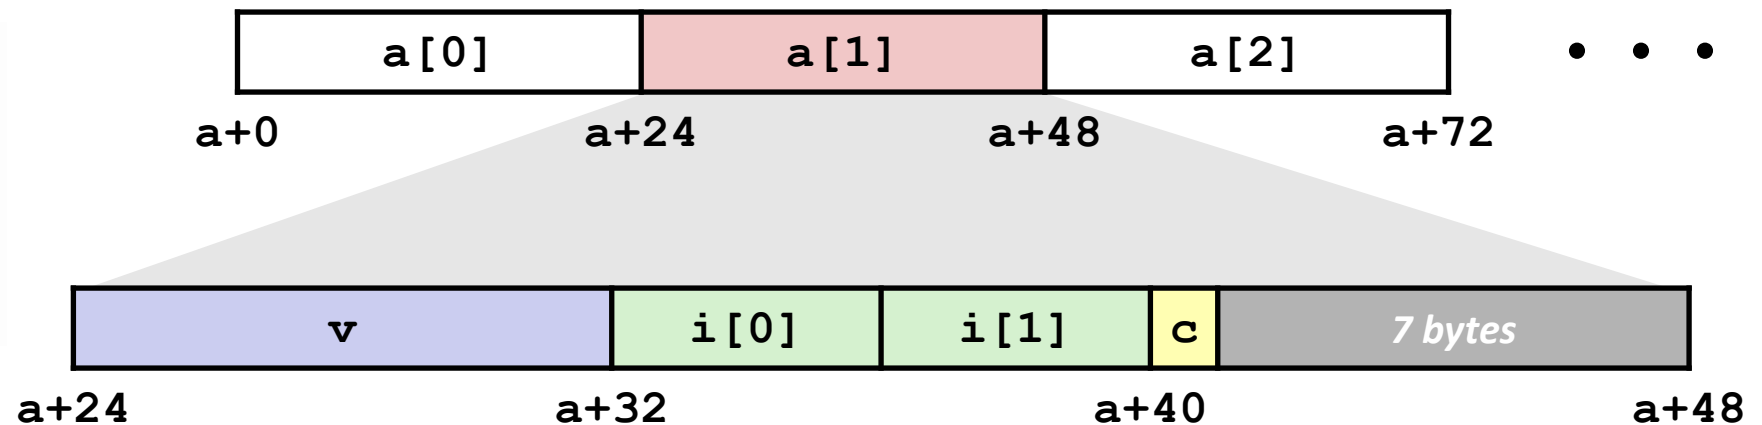 a[0] a[1] a[2] • • •
a+0 a+24 a+48 a+72
v i[0] i[1] c 7 bytes
a+24 a+32 a+40 a+48